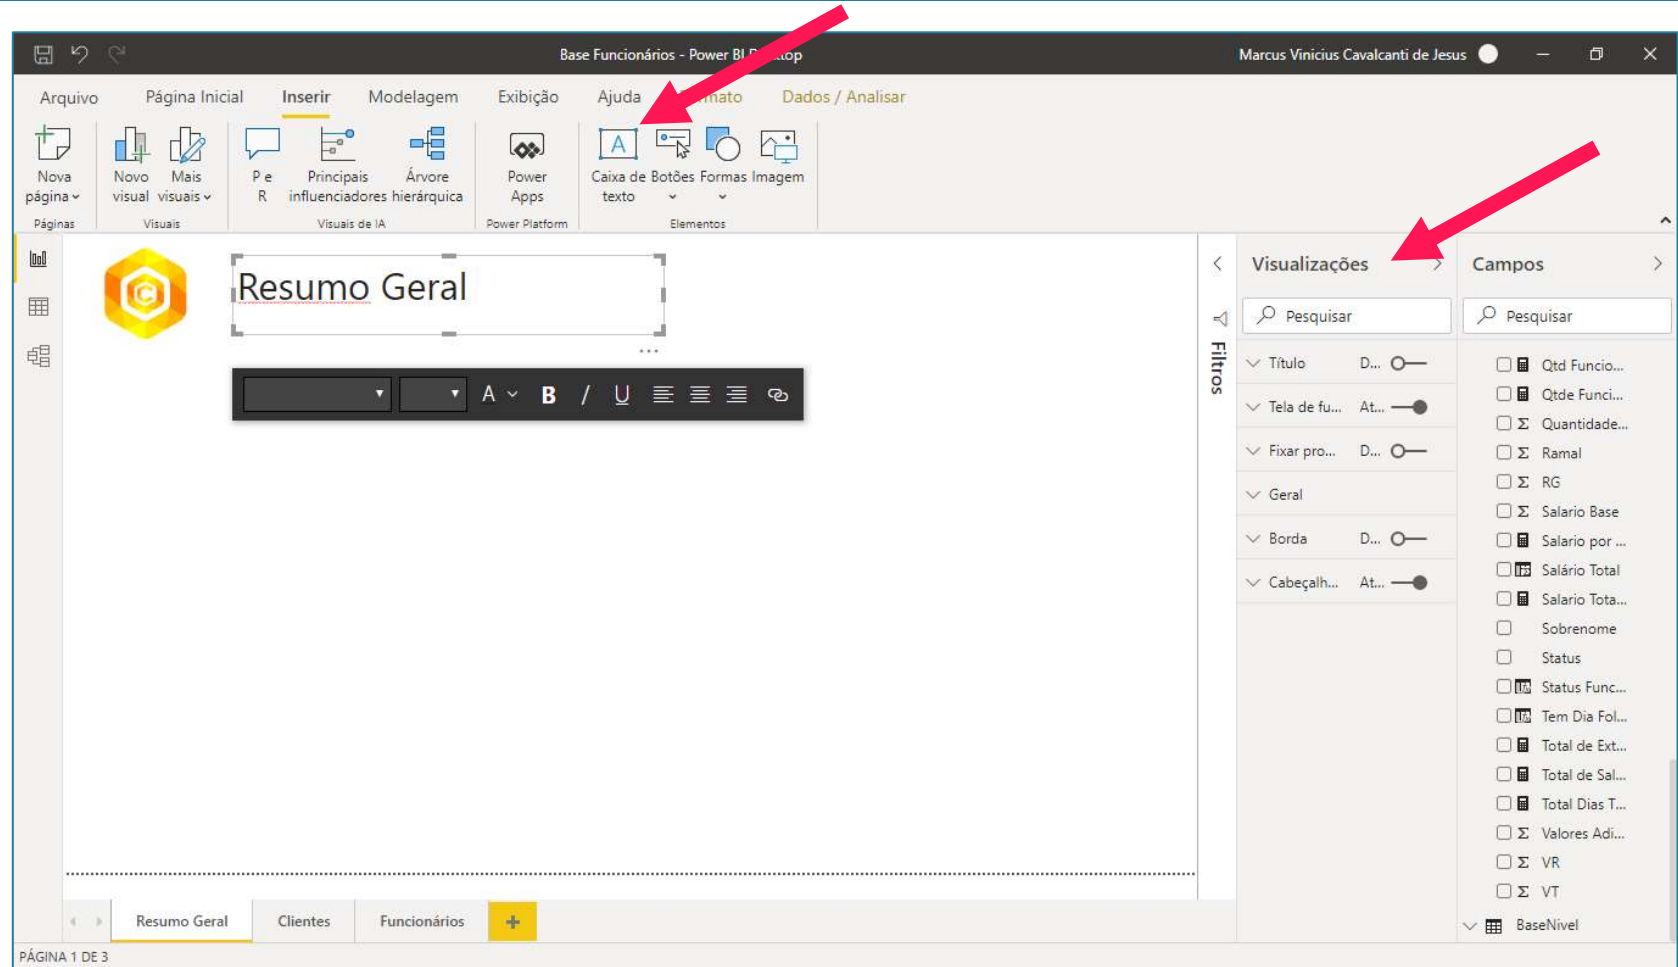 Base Funcionários - Power BI D top
Marcus Vinicius Cavalcanti de Jesus
Arquivo
Página Inicial
Inserir
Modelagem
Exibição
Ajuda
mato
Dados / Analisar
Nova página
Novo visual
Mais visuais
P e R
Principais influenciadores
Árvore hierárquica
Power Apps
Caixa de texto
Botões
Formas
Imagem
Páginas
Visuais
Visuais de IA
Power Platform
Elementos
Resumo Geral
A B / U
Filtros
Visualizações
Pesquisar
Título D...
Tela de fu... At...
Fixar pro... D...
Geral
Borda D...
Cabeçalh... At...
Campos
Pesquisar
Qtd Funcio...
Qtde Funci...
Σ Quantidade...
Σ Ramal
Σ RG
Σ Salario Base
Salario por ...
Salário Total
Salario Tota...
Sobrenome
Status
Status Func...
Tem Dia Fol...
Total de Ext...
Total de Sal...
Total Dias T...
Σ Valores Adi...
Σ VR
Σ VT
BaseNivel
Resumo Geral
Clientes
Funcionários
+
PÁGINA 1 DE 3